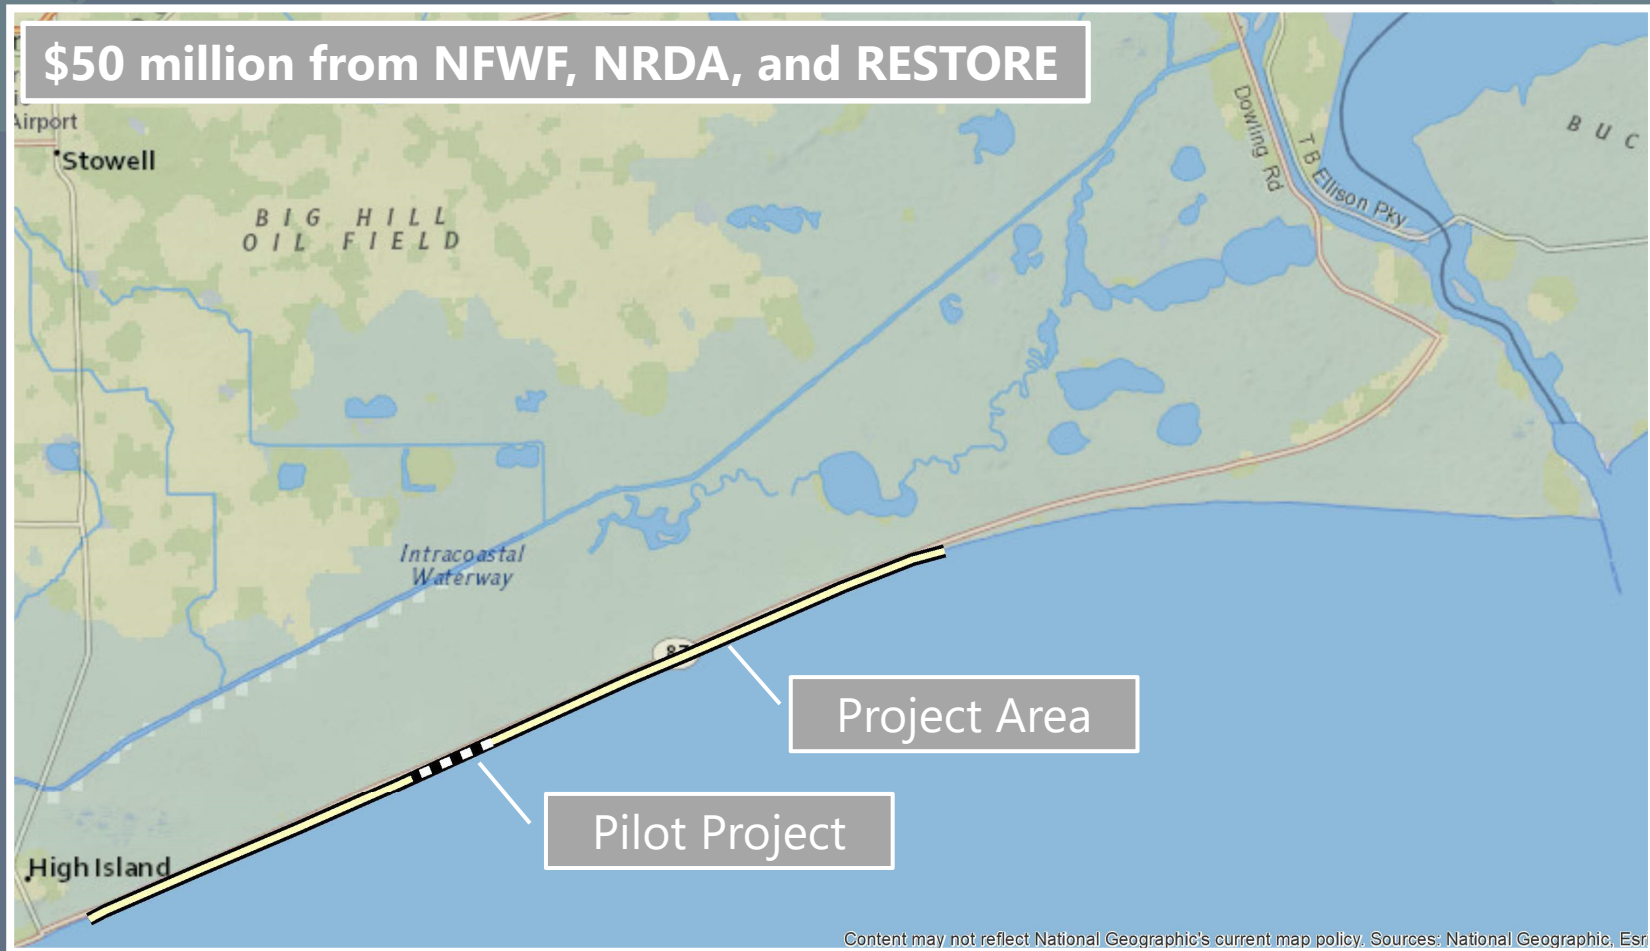 $50 million from NFWF, NRDA, and RESTORE
Airport
Stowell
BIG HILL
OIL FIELD
Dowling Rd
T B Ellison Pky
BUC
Intracoastal
Waterway
87
Project Area
Pilot Project
High Island
Content may not reflect National Geographic's current map policy. Sources: National Geographic, Esri